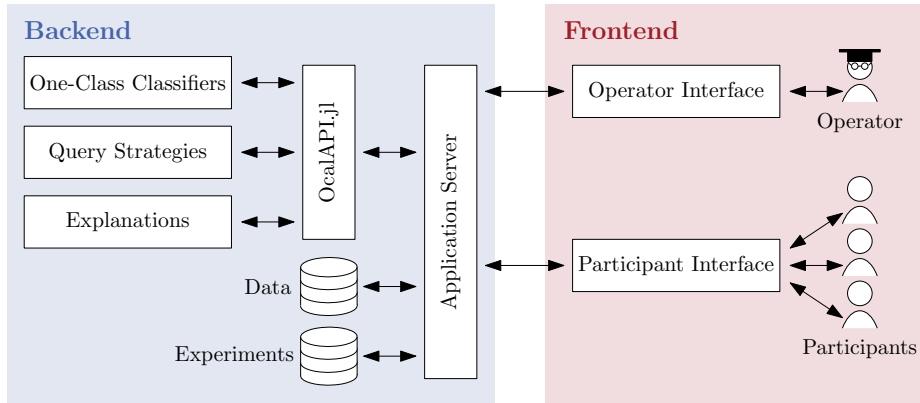 Backend
One-Class Classifiers
Query Strategies
Explanations
OcalAPI.jl
Data
Experiments
Application Server
Frontend
Operator Interface
Operator
Participant Interface
Participants